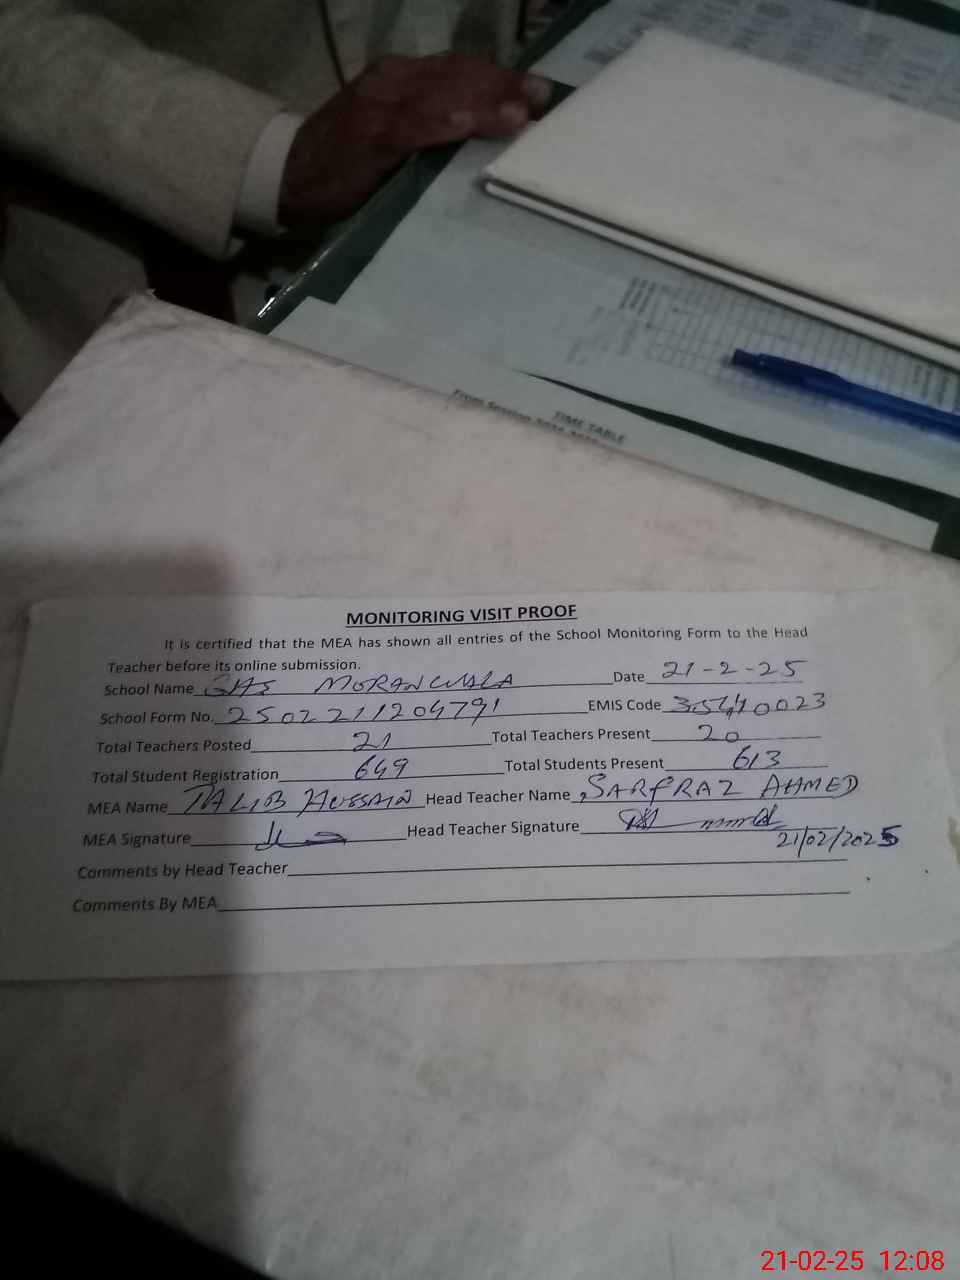 TIME TABLE
MONITORING VISIT PROOF
It is certified that the MEA has shown all entries of the School Monitoring Form to the Head
Teacher before its online submission.
School Name GHS MORANWALA Date 21-2-25
School Form No. 2502211204791 EMIS Code 35440023
Total Teachers Posted 21 Total Teachers Present 20
Total Student Registration 649 Total Students Present 613
MEA Name TALIB HUSSAIN Head Teacher Name SARFRAZ AHMED
MEA Signature Head Teacher Signature
21/02/2025
Comments by Head Teacher
Comments By MEA
21-02-25 12:08